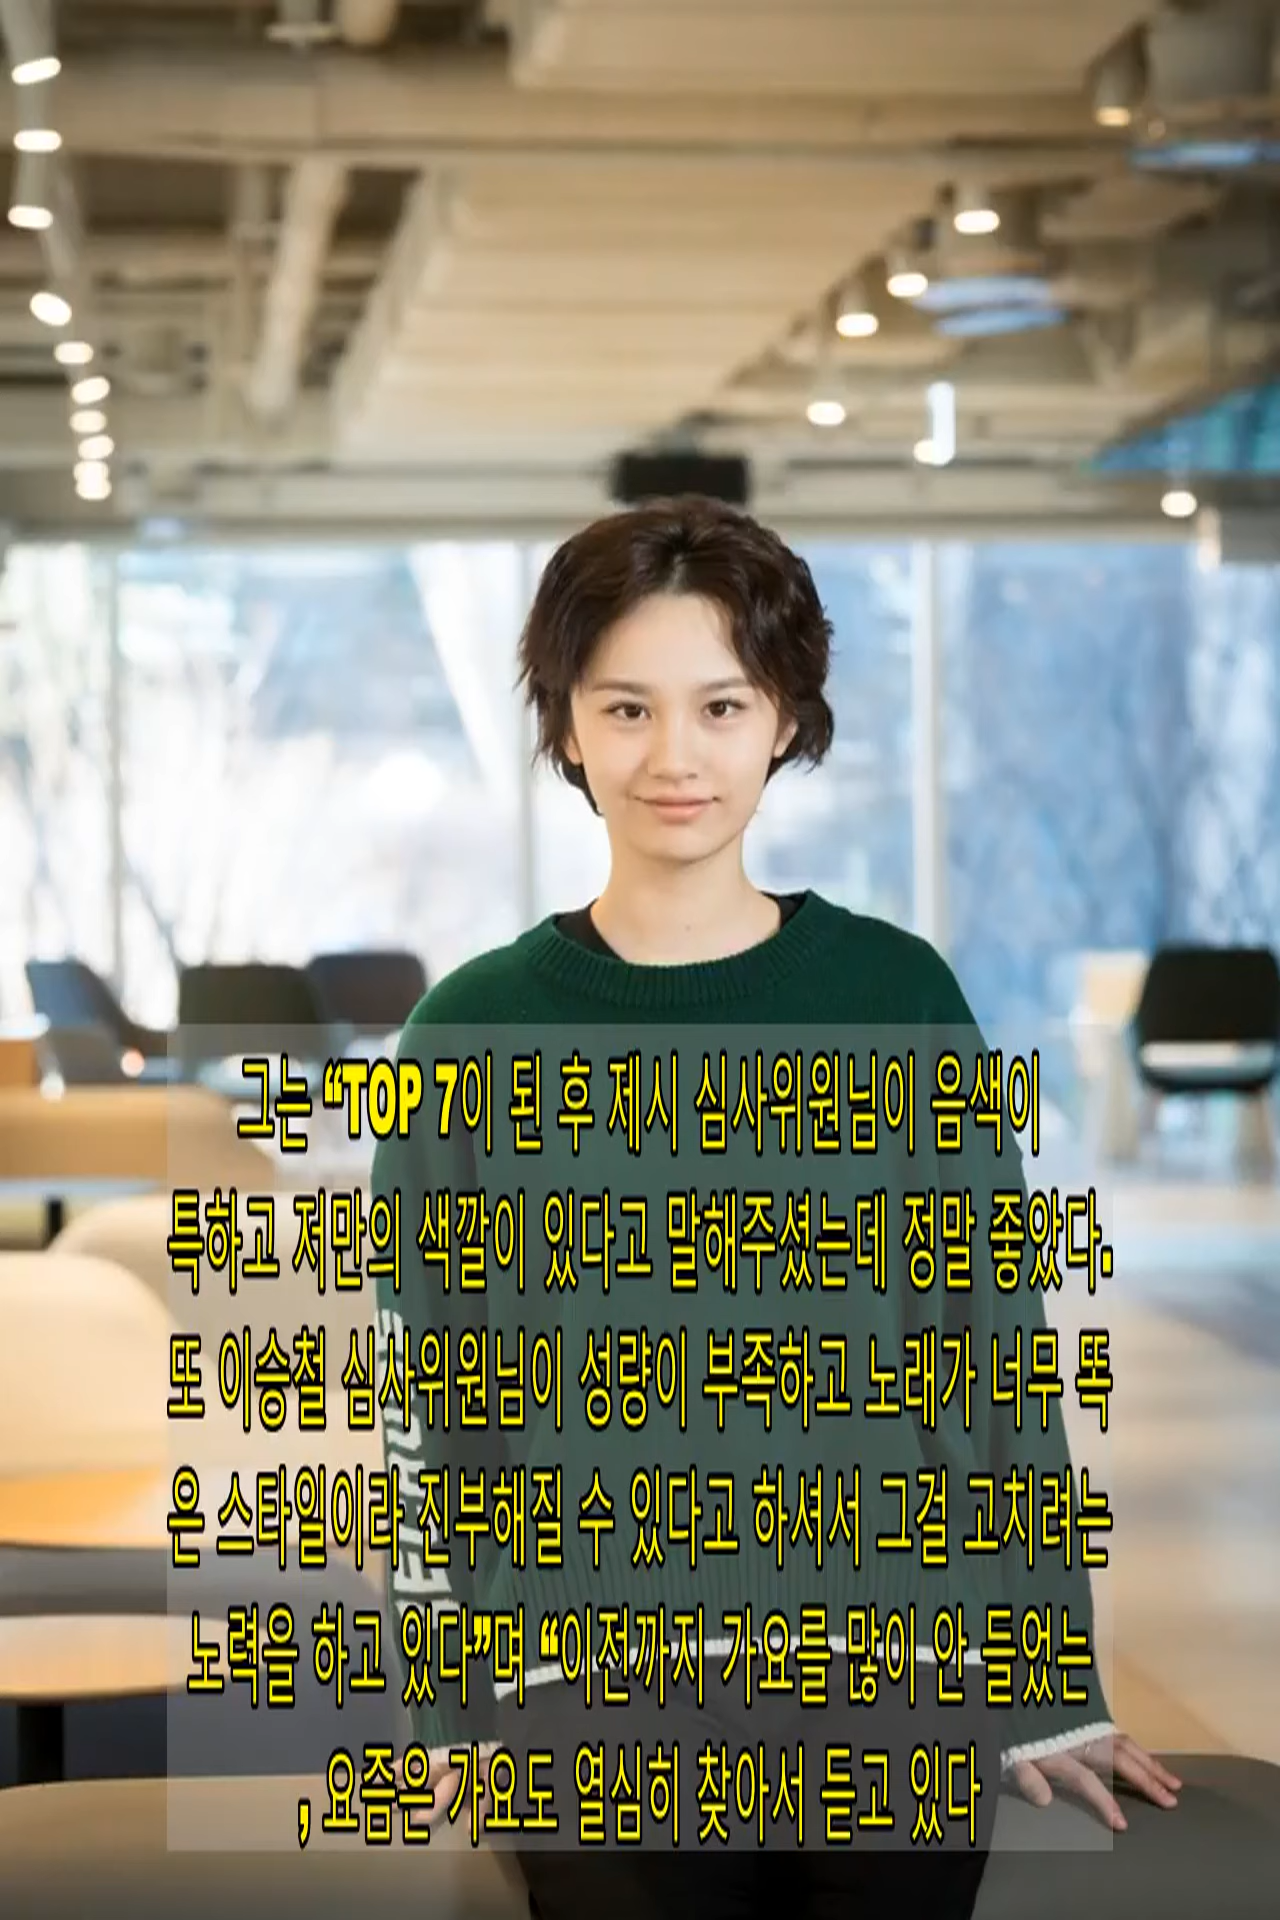 그는 “TOP 7이 된 후 제시 심사위원님이 음색이
특하고 저만의 색깔이 있다고 말해주셨는데 정말 좋았다.
또 이승철 심사위원님이 성량이 부족하고 노래가 너무 똑
은 스타일이라 진부해질 수 있다고 하셔서 그걸 고치려는
노력을 하고 있다”며 “이전까지 가요를 많이 안 들었는
, 요즘은 가요도 열심히 찾아서 듣고 있다